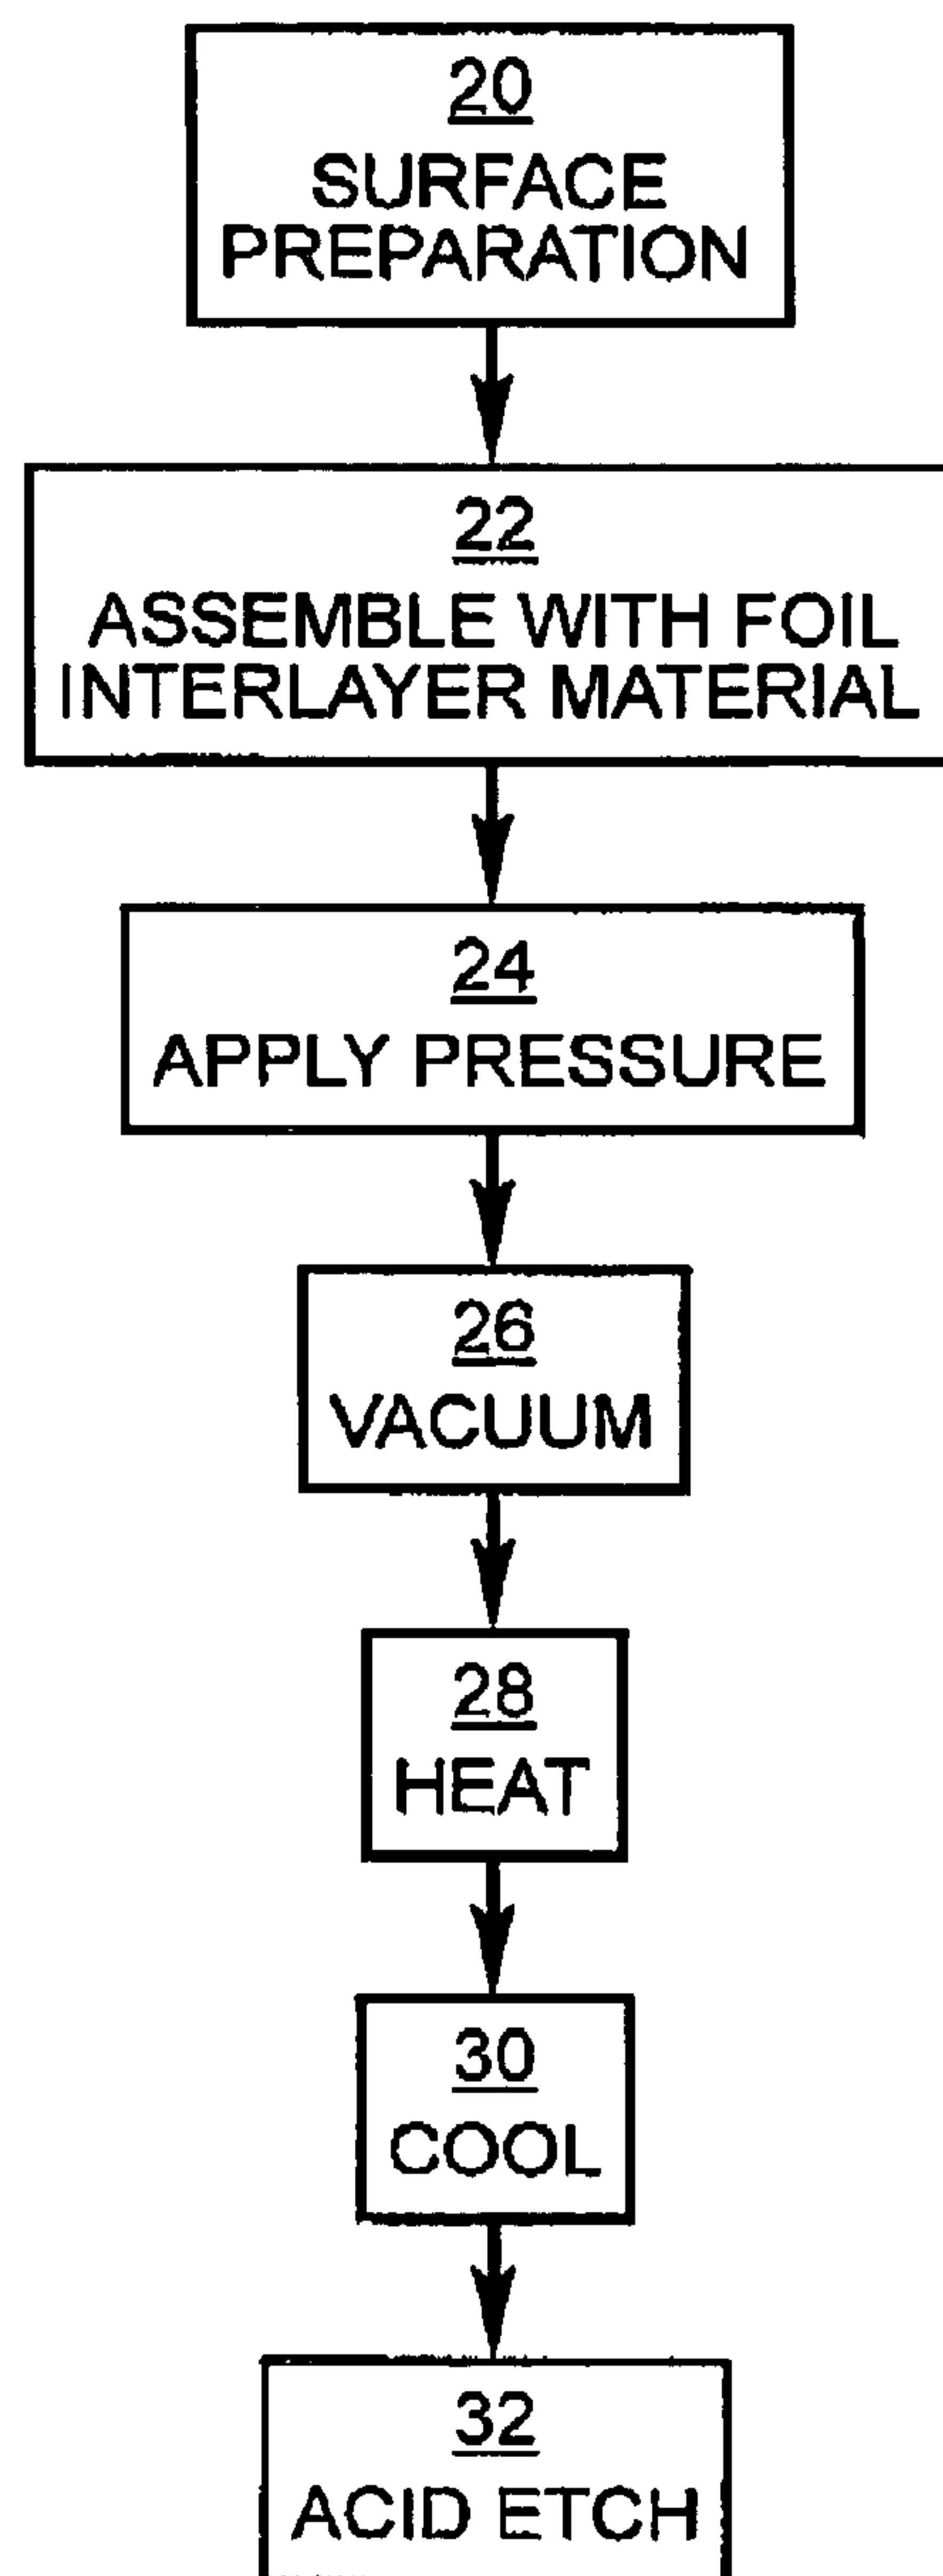 20
SURFACE
PREPARATION
22
ASSEMBLE WITH FOIL
INTERLAYER MATERIAL
24
APPLY PRESSURE
26
VACUUM
28
HEAT
30
COOL
32
ACID ETCH